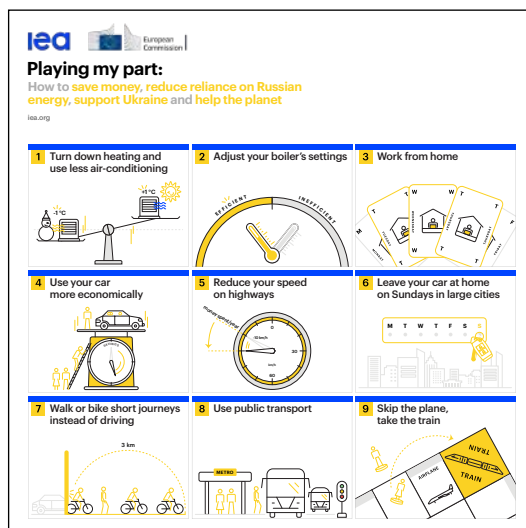 iea
European
Commission
Playing my part:
How to save money, reduce reliance on Russian
energy, support Ukraine and help the planet
iea.org
1 Turn down heating and
use less air-conditioning
-1 °C
+1 °C
2 Adjust your boiler's settings
EFFICIENT
INEFFICIENT
3 Work from home
T
T
W
W
T
T
T
4 Use your car
more economically
5 Reduce your speed
on highways
0
20
60
km/h
6 Leave your car at home
on Sundays in large cities
M T W T F S S
7 Walk or bike short journeys
instead of driving
3 km
8 Use public transport
METRO
9 Skip the plane,
take the train
AIRPLANE
TRAIN
TRAIN